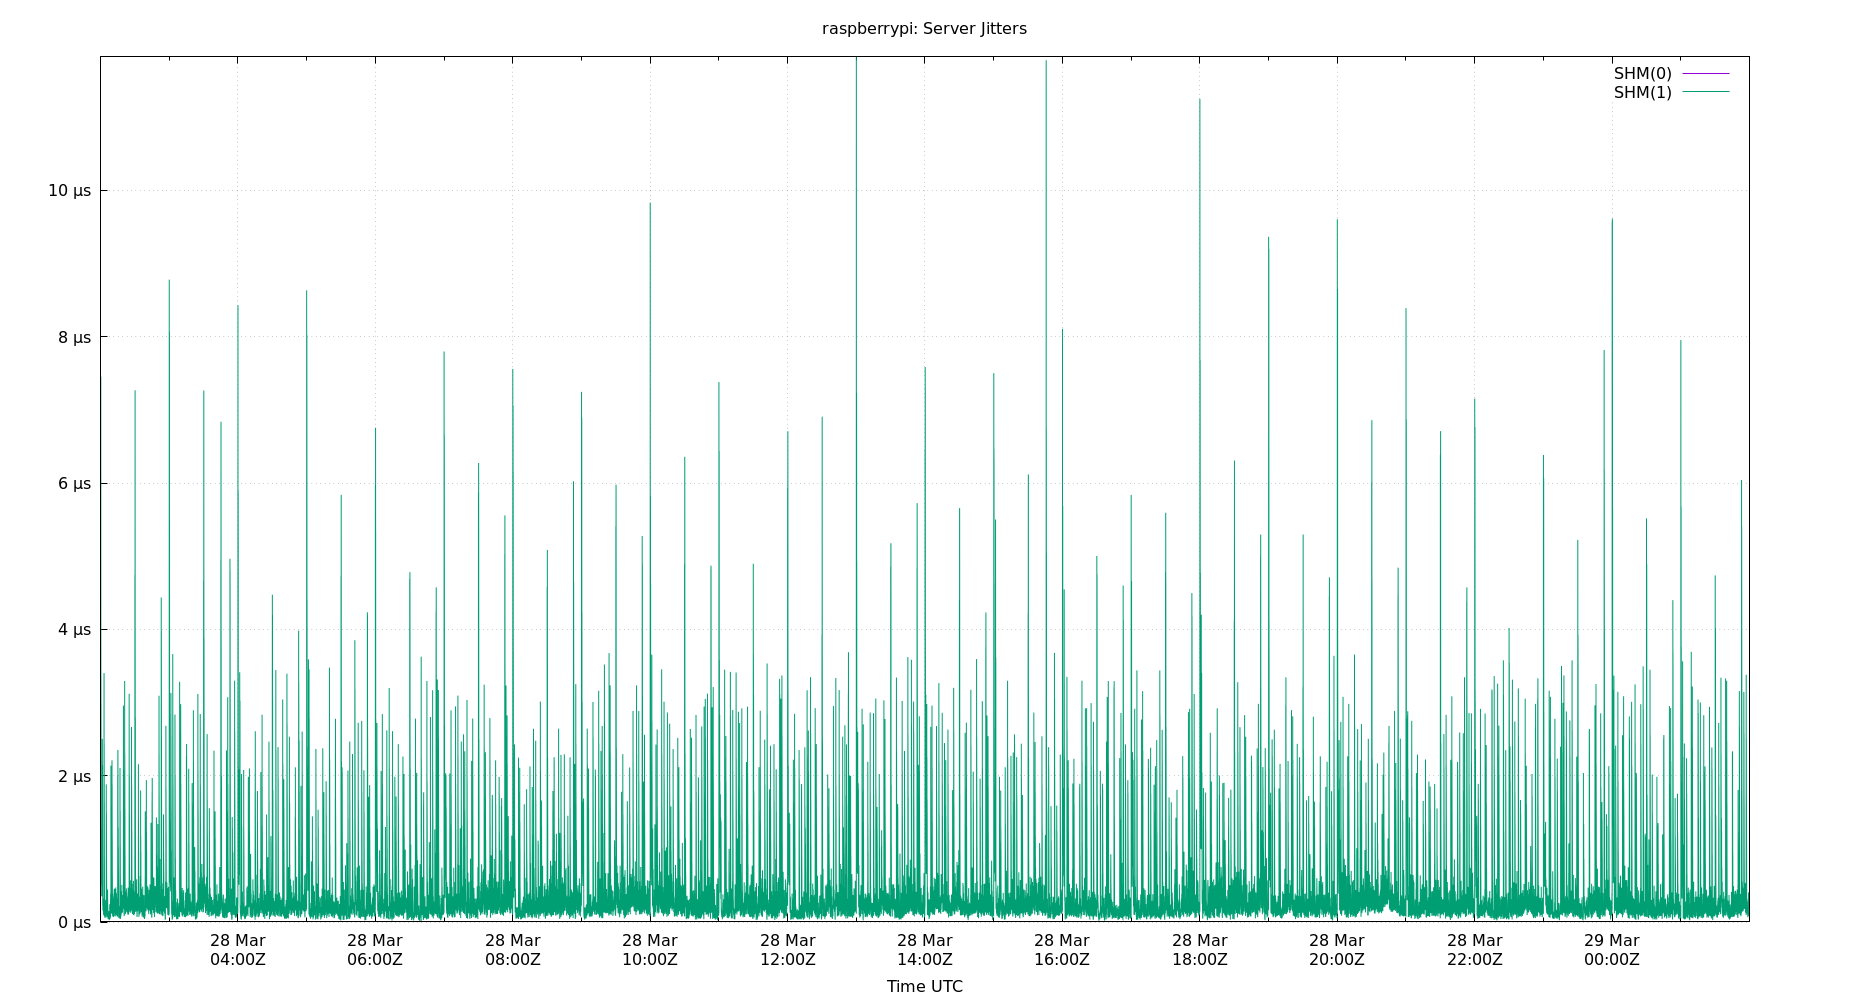 raspberrypi: Server Jitters
SHM(0)
SHM(1)
10 µs
8 µs
6 µs
4 µs
2 µs
0 µs
28 Mar 28 Mar 28 Mar 28 Mar 28 Mar 28 Mar 28 Mar 28 Mar 28 Mar 28 Mar 29 Mar
04:00Z 06:00Z 08:00Z 10:00Z 12:00Z 14:00Z 16:00Z 18:00Z 20:00Z 22:00Z 00:00Z
Time UTC